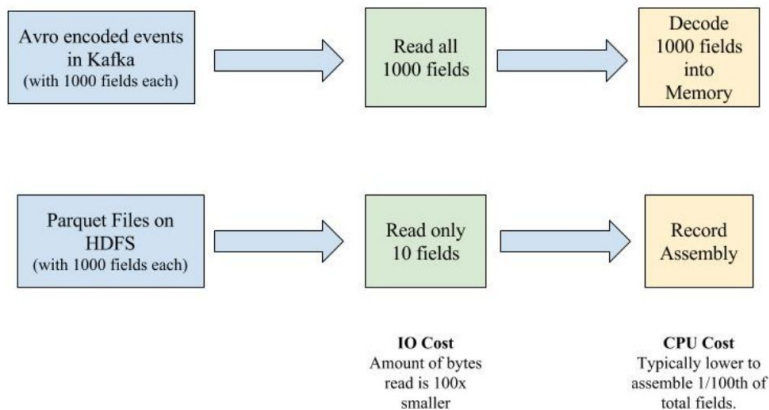 Avro encoded events
in Kafka
(with 1000 fields each)
Read all
1000 fields
Decode
1000 fields
into
Memory
Parquet Files on
HDFS
(with 1000 fields each)
Read only
10 fields
Record
Assembly
IO Cost
Amount of bytes
read is 100x
smaller
CPU Cost
Typically lower to
assemble 1/100th of
total fields.